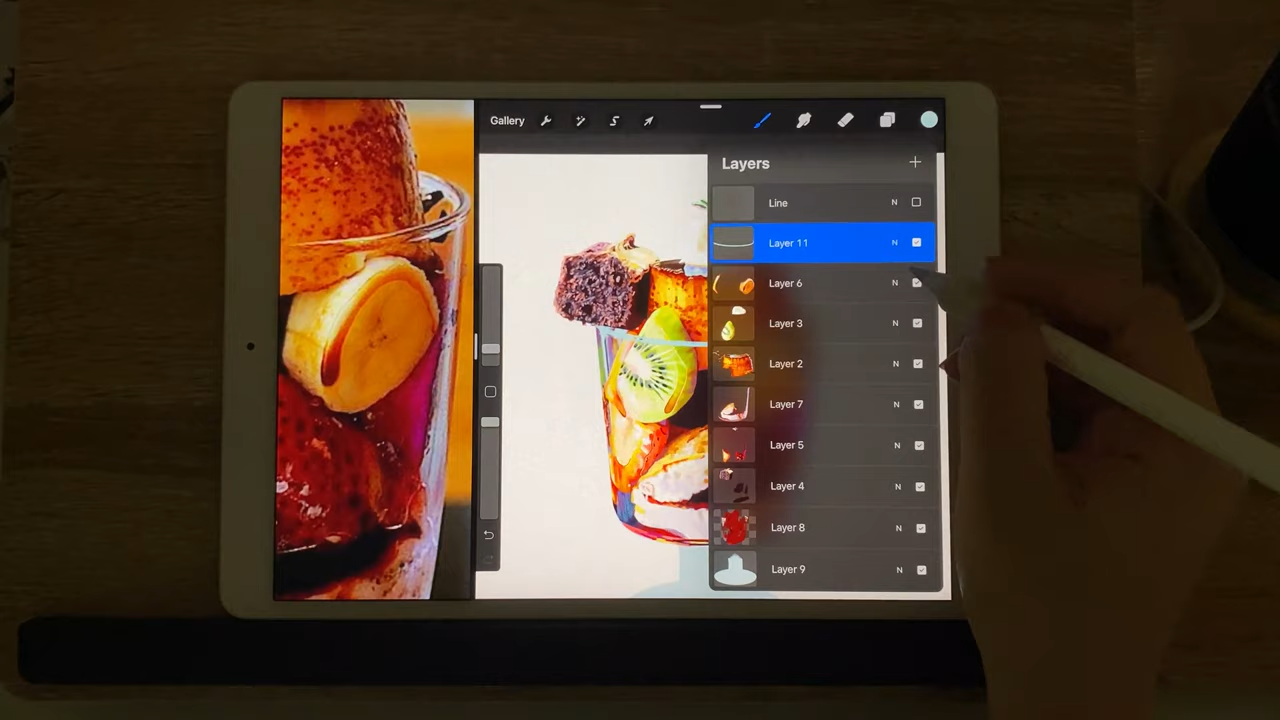 Gallery
Layers
Line N
Layer 11 N
Layer 6 N
Layer 3 N
Layer 2 N
Layer 7 N
Layer 5 N
Layer 4 N
Layer 8 N
Layer 9 N